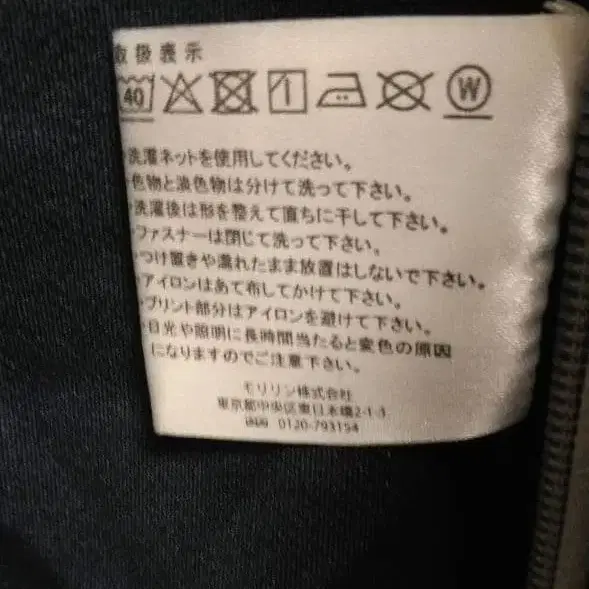 取扱表示
40 W
・洗濯ネットを使用してください。
・色物と淡色物は分けて洗って下さい。
・洗濯後は形を整えて直ちに干して下さい。
・ファスナーは閉じて洗って下さい。
・つけ置きや濡れたまま放置はしないで下さい。
・アイロンはあて布してかけて下さい。
・プリント部分はアイロンを避けて下さい。
・日光や照明に長時間当たると変色の原因
になりますのでご注意下さい。
モリリン株式会社
東京都中央区東日本橋2-1-3
0120-793154